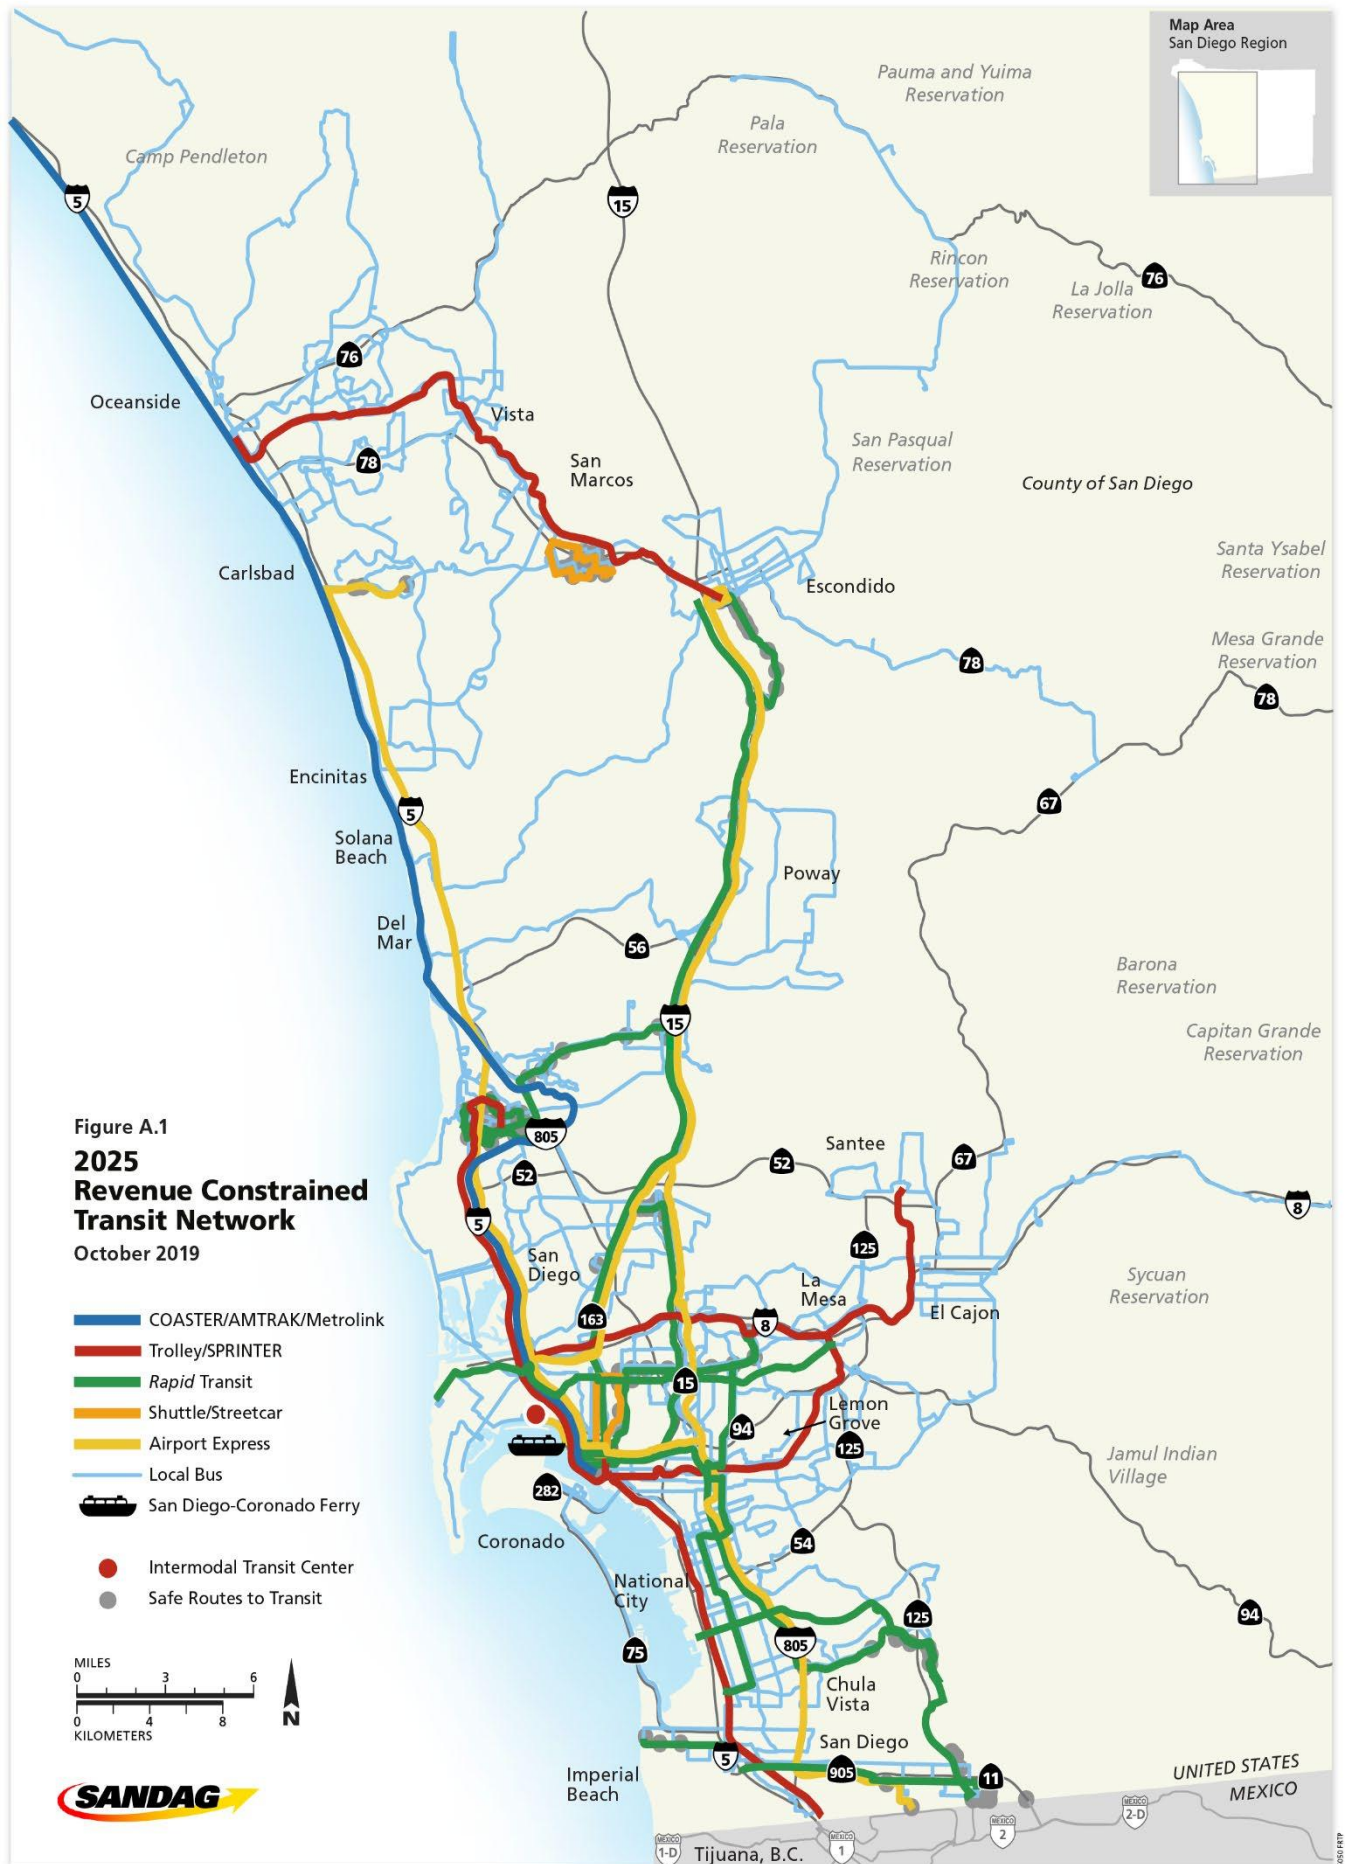 Map Area
San Diego Region
Pauma and Yuima
Reservation
Pala
Reservation
Camp Pendleton
5
15
Rincon
Reservation
76
La Jolla
Reservation
76
Oceanside
Vista
San Pasqual
Reservation
78
San
Marcos
County of San Diego
Santa Ysabel
Reservation
Carlsbad
Escondido
Mesa Grande
Reservation
78
78
Encinitas
67
5
Solana
Beach
Poway
Del
Mar
56
Barona
Reservation
15
Capitan Grande
Reservation
Figure A.1
2025
Revenue Constrained
Transit Network
October 2019
805
Santee
67
52
52
8
5
125
San
Diego
La
Mesa
Sycuan
Reservation
El Cajon
163
8
COASTER/AMTRAK/Metrolink
Trolley/SPRINTER
Rapid Transit
Shuttle/Streetcar
Airport Express
Local Bus
San Diego-Coronado Ferry
Intermodal Transit Center
Safe Routes to Transit
15
Lemon
Grove
94
125
Jamul Indian
Village
282
Coronado
54
National
City
125
94
805
75
MILES
0 3 6
0 4 8
KILOMETERS
N
Chula
Vista
San Diego
5
905
11
Imperial
Beach
UNITED STATES
MEXICO
SANDAG
MEXICO
2-D
MEXICO
2
MEXICO
1-D
Tijuana, B.C.
MEXICO
1